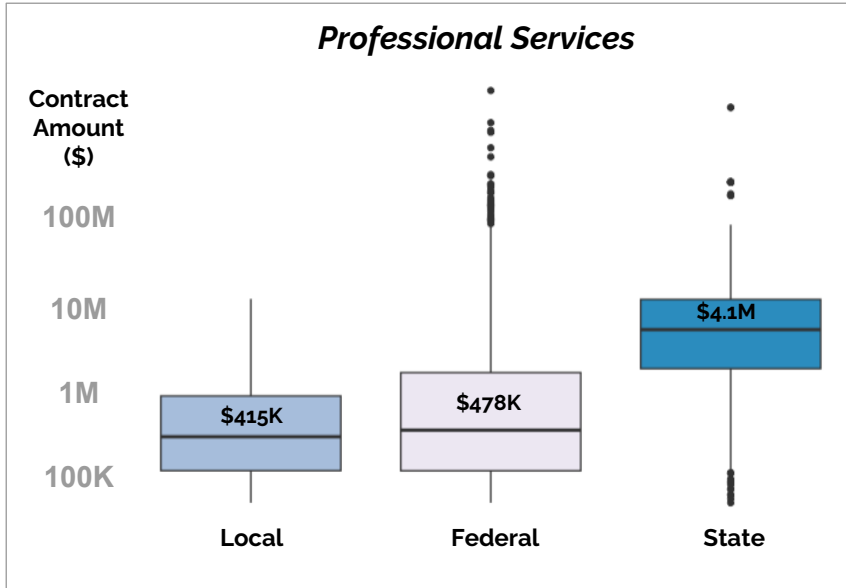 Professional Services
Contract
Amount
($)
100M
10M
1M
100K
$415K
$478K
$4.1M
Local
Federal
State